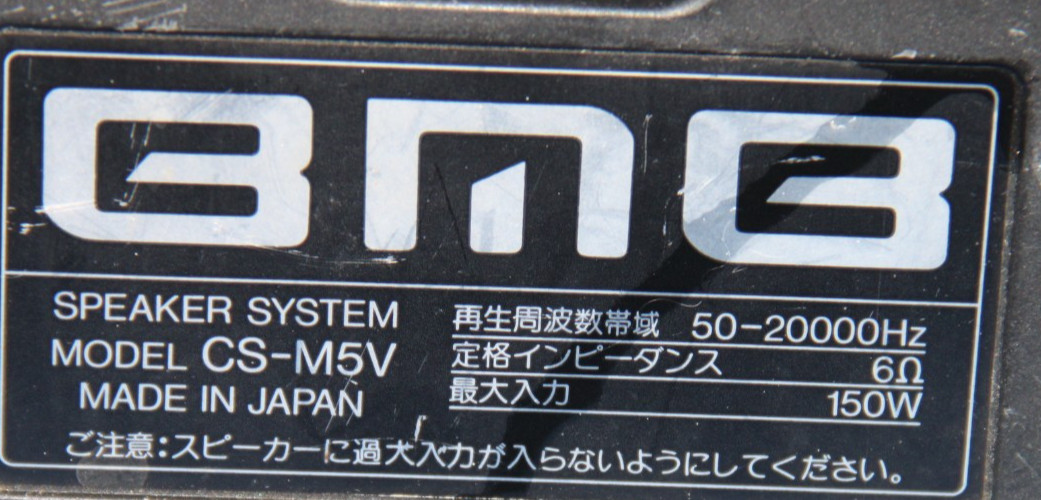 BMB
SPEAKER SYSTEM
MODEL CS-M5V
MADE IN JAPAN
再生周波数帯域 50-20000Hz
定格インピーダンス 6Ω
最大入力 150W
ご注意:スピーカーに過大入力が入らないようにしてください。